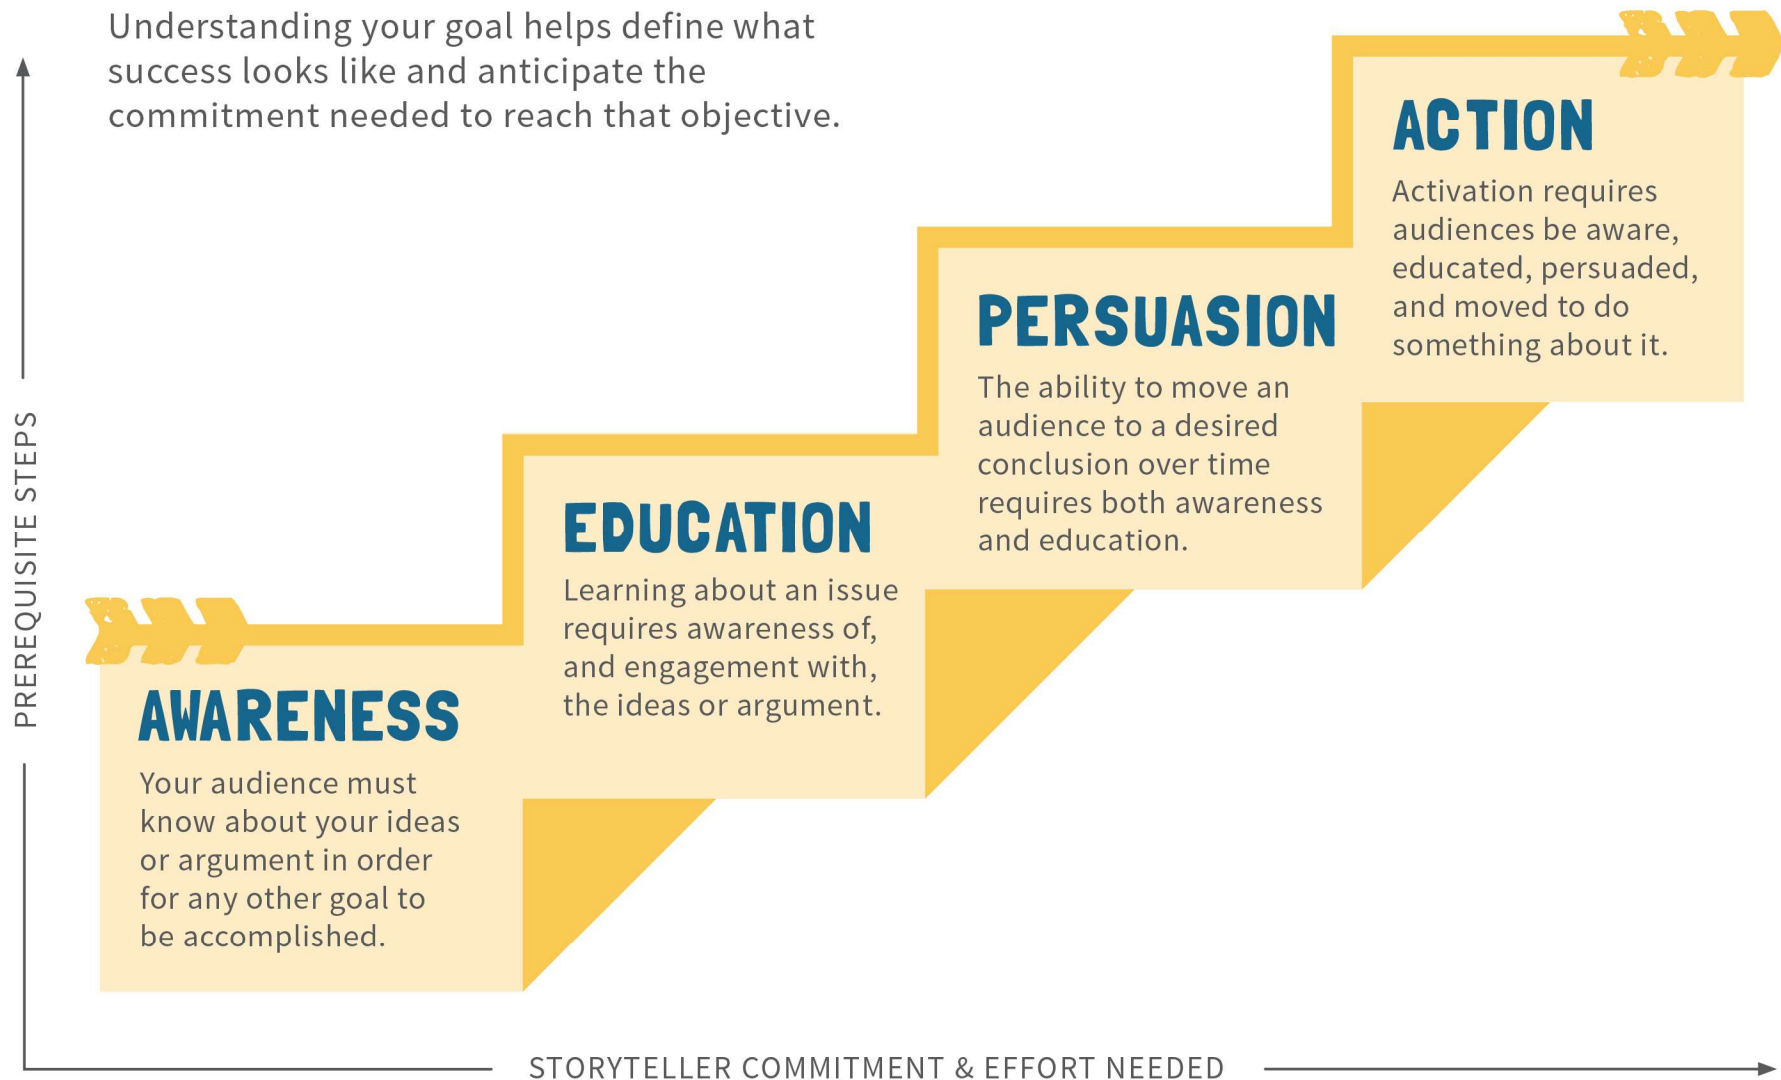 Understanding your goal helps define what
success looks like and anticipate the
commitment needed to reach that objective.
ACTION
Activation requires
audiences be aware,
educated, persuaded,
and moved to do
something about it.
PERSUASION
The ability to move an
audience to a desired
conclusion over time
requires both awareness
and education.
EDUCATION
Learning about an issue
requires awareness of,
and engagement with,
the ideas or argument.
AWARENESS
Your audience must
know about your ideas
or argument in order
for any other goal to
be accomplished.
PREREQUISITE STEPS
STORYTELLER COMMITMENT & EFFORT NEEDED